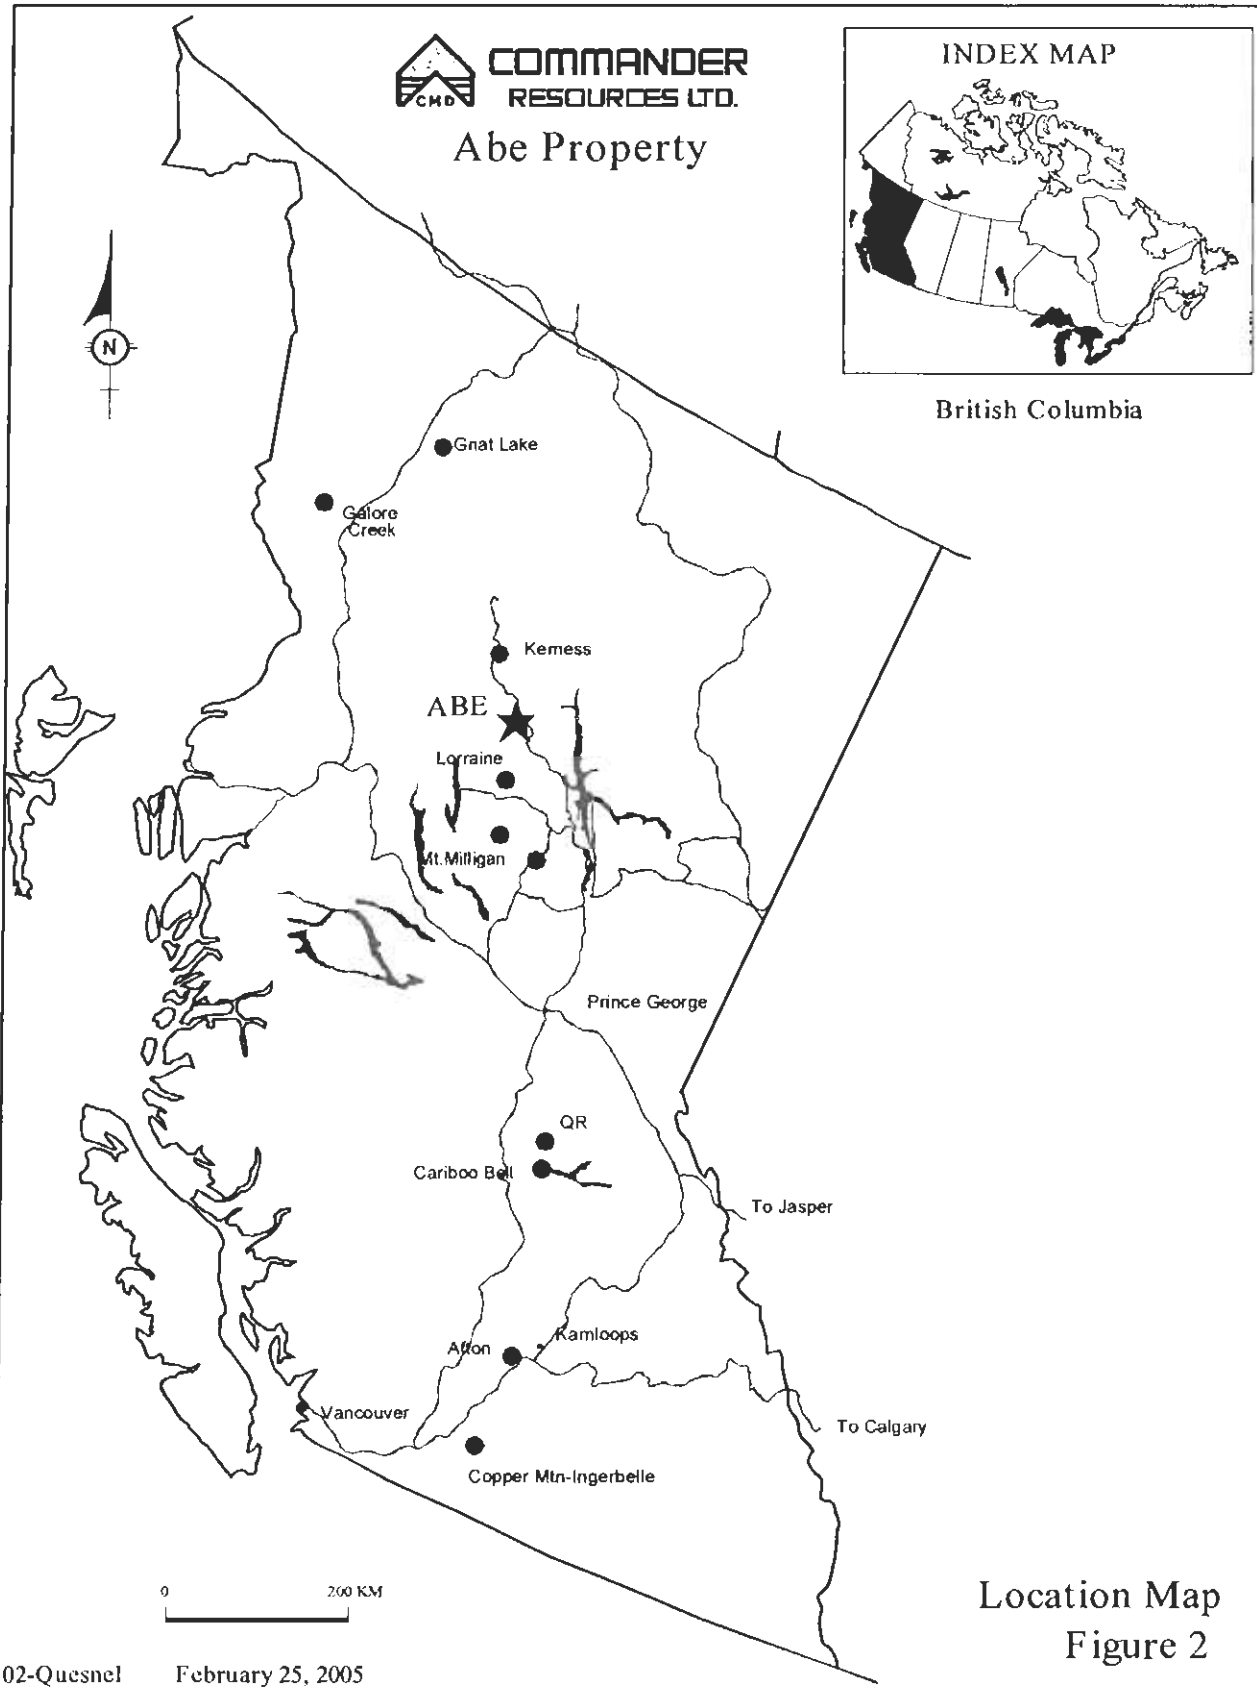 COMMANDER
RESOURCES LTD.
CMD
Abe Property
INDEX MAP
British Columbia
N
Gnat Lake
Galore
Creek
Kemess
ABE
Lorraine
Mt.Milligan
Prince George
QR
Cariboo Bell
To Jasper
Kamloops
Afton
Vancouver
To Calgary
Copper Mtn-Ingerbelle
0 200 KM
Location Map
Figure 2
02-Quesnel February 25, 2005